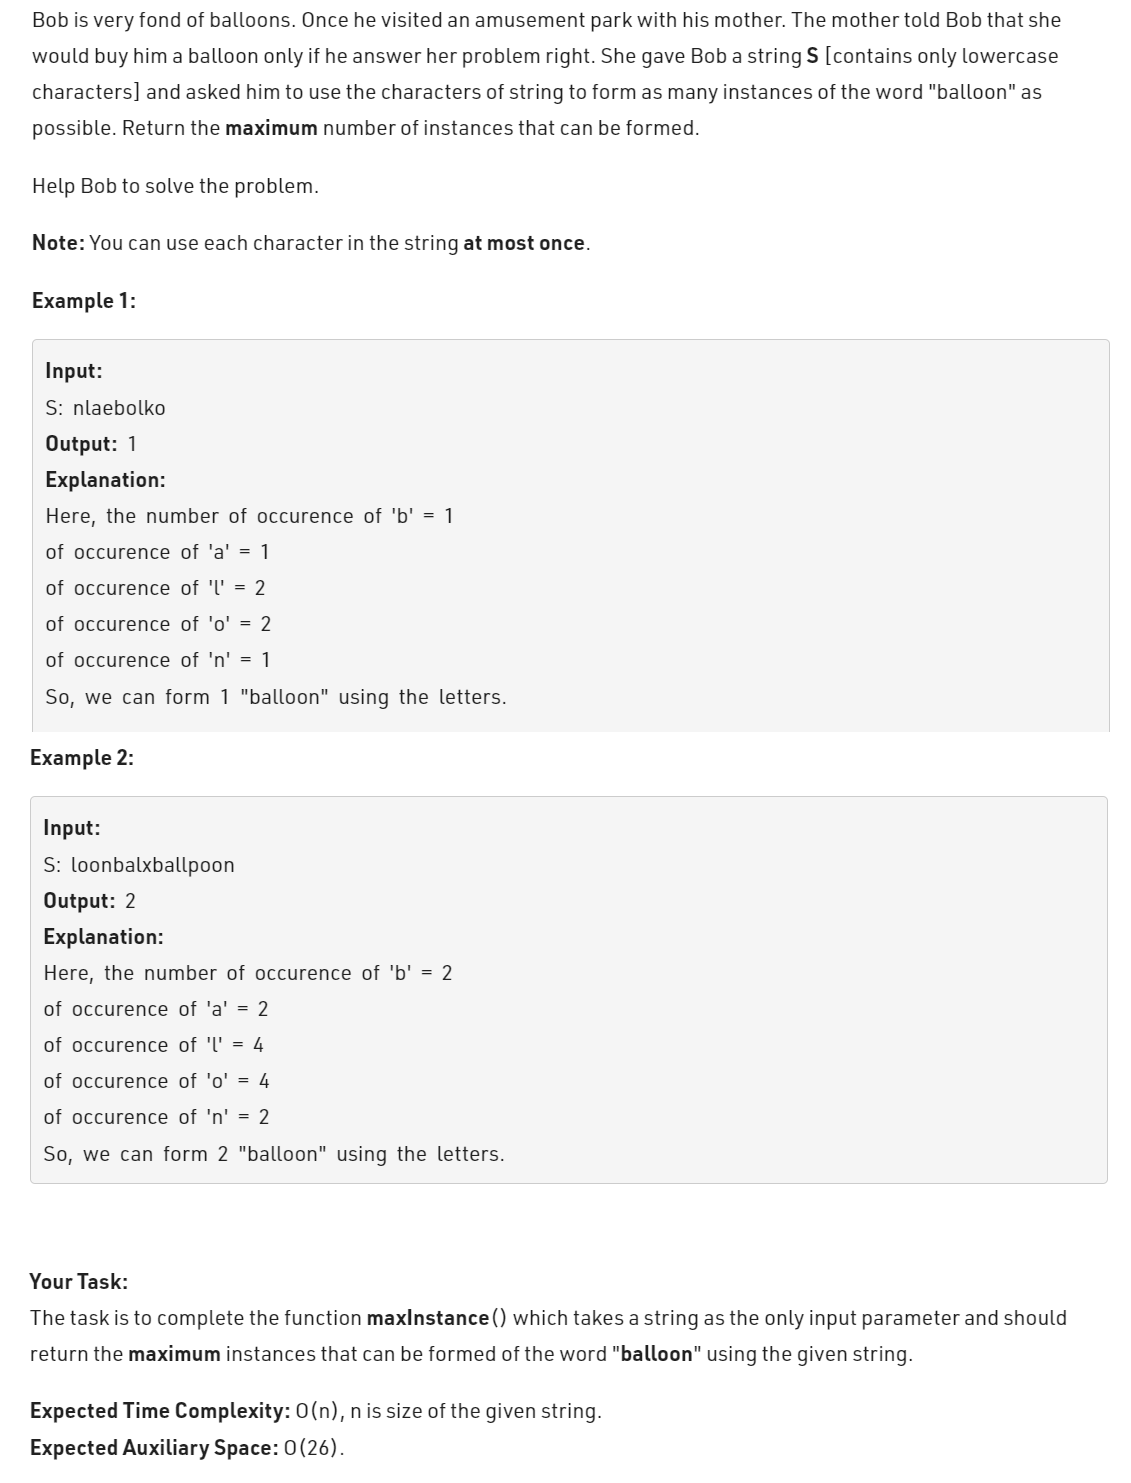 Bob is very fond of balloons. Once he visited an amusement park with his mother. The mother told Bob that she
would buy him a balloon only if he answer her problem right. She gave Bob a string S [contains only lowercase
characters] and asked him to use the characters of string to form as many instances of the word "balloon" as
possible. Return the maximum number of instances that can be formed.
Help Bob to solve the problem.
Note: You can use each character in the string at most once.
Example 1:
Input:
S: nlaebolko
Output: 1
Explanation:
Here, the number of occurence of 'b' = 1
of occurence of 'a' = 1
of occurence of 'l' = 2
of occurence of 'o' = 2
of occurence of 'n' = 1
So, we can form 1 "balloon" using the letters.
Example 2:
Input:
S: loonbalxballpoon
Output: 2
Explanation:
Here, the number of occurence of 'b' = 2
of occurence of 'a' = 2
of occurence of 'l' = 4
of occurence of 'o' = 4
of occurence of 'n' = 2
So, we can form 2 "balloon" using the letters.
Your Task:
The task is to complete the function maxInstance() which takes a string as the only input parameter and should
return the maximum instances that can be formed of the word "balloon" using the given string.
Expected Time Complexity: O(n), n is size of the given string.
Expected Auxiliary Space: O(26).